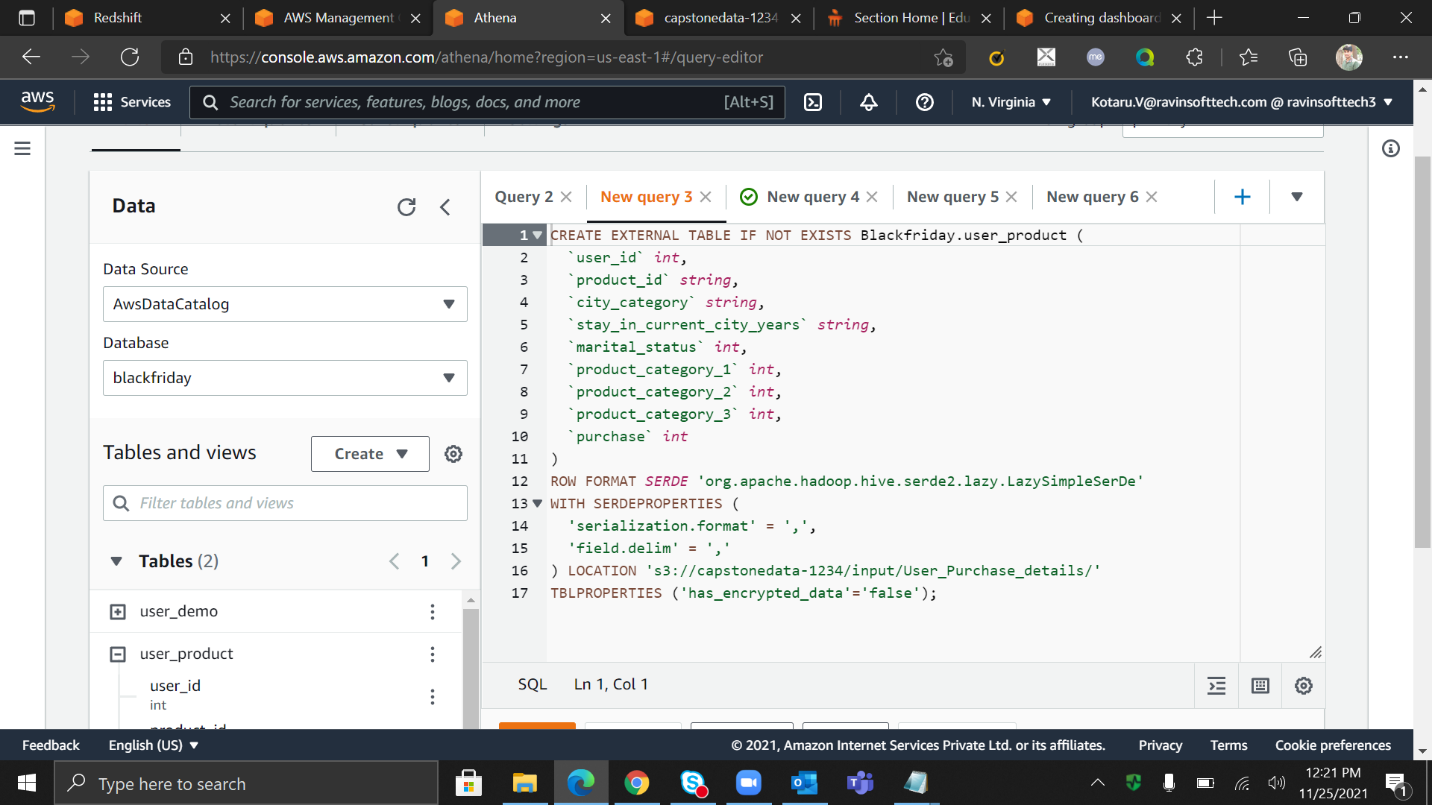 Redshift
AWS Management
Athena
capstonedata-1234
Section Home | Edu
Creating dashboard
https://console.aws.amazon.com/athena/home?region=us-east-1#/query-editor
me
aws
Services
Search for services, features, blogs, docs, and more
[Alt+S]
N. Virginia
Kotaru.V@ravinsofttech.com @ ravinsofttech3
Data
Data Source
AwsDataCatalog
Database
blackfriday
Tables and views
Create
Filter tables and views
Tables (2)
1
user_demo
user_product
user_id
int
product_id
Query 2
New query 3
New query 4
New query 5
New query 6
1 CREATE EXTERNAL TABLE IF NOT EXISTS Blackfriday.user_product (
2 `user_id` int,
3 `product_id` string,
4 `city_category` string,
5 `stay_in_current_city_years` string,
6 `marital_status` int,
7 `product_category_1` int,
8 `product_category_2` int,
9 `product_category_3` int,
10 `purchase` int
11 )
12 ROW FORMAT SERDE 'org.apache.hadoop.hive.serde2.lazy.LazySimpleSerDe'
13 WITH SERDEPROPERTIES (
14 'serialization.format' = ',',
15 'field.delim' = ','
16 ) LOCATION 's3://capstonedata-1234/input/User_Purchase_details/'
17 TBLPROPERTIES ('has_encrypted_data'='false');
SQL
Ln 1, Col 1
Feedback
English (US)
© 2021, Amazon Internet Services Private Ltd. or its affiliates.
Privacy
Terms
Cookie preferences
Type here to search
12:21 PM
11/25/2021
1